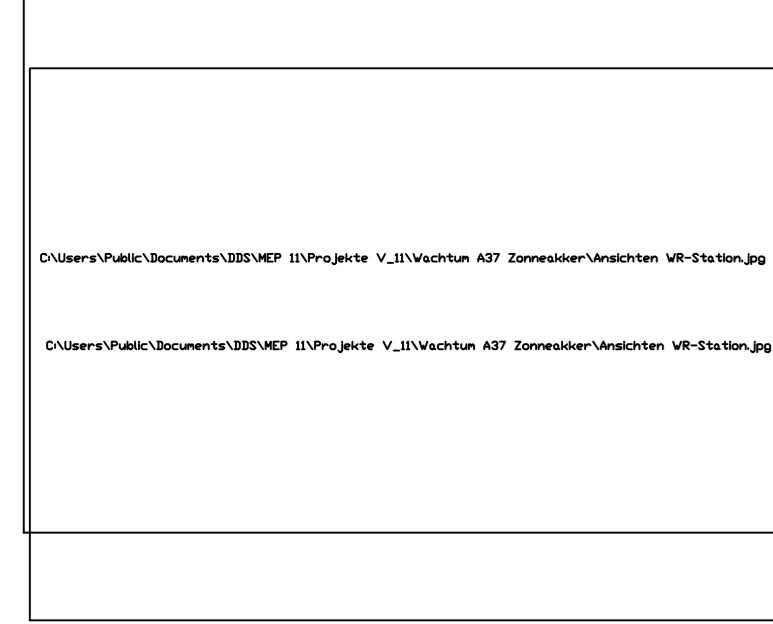 C:\Users\Public\Documents\DDS\MEP 11\Projekte V_11\Wachtum A37 Zonneakker\Ansichten WR-Station.jpg
C:\Users\Public\Documents\DDS\MEP 11\Projekte V_11\Wachtum A37 Zonneakker\Ansichten WR-Station.jpg